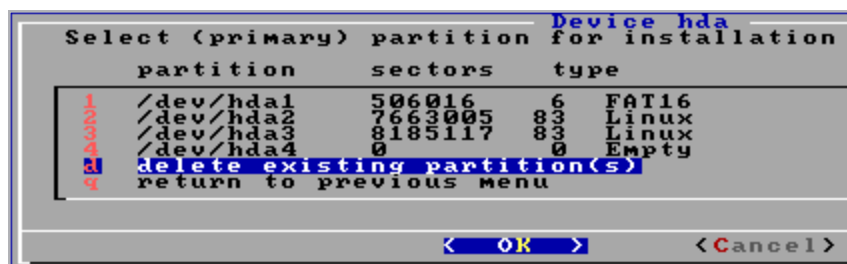 Device hda
Select (primary) partition for installation
partition sectors type
1 /dev/hda1 506016 6 FAT16
2 /dev/hda2 7663005 83 Linux
3 /dev/hda3 8185117 83 Linux
4 /dev/hda4 0 0 Empty
d delete existing partition(s)
q return to previous menu
< OK > <Cancel>